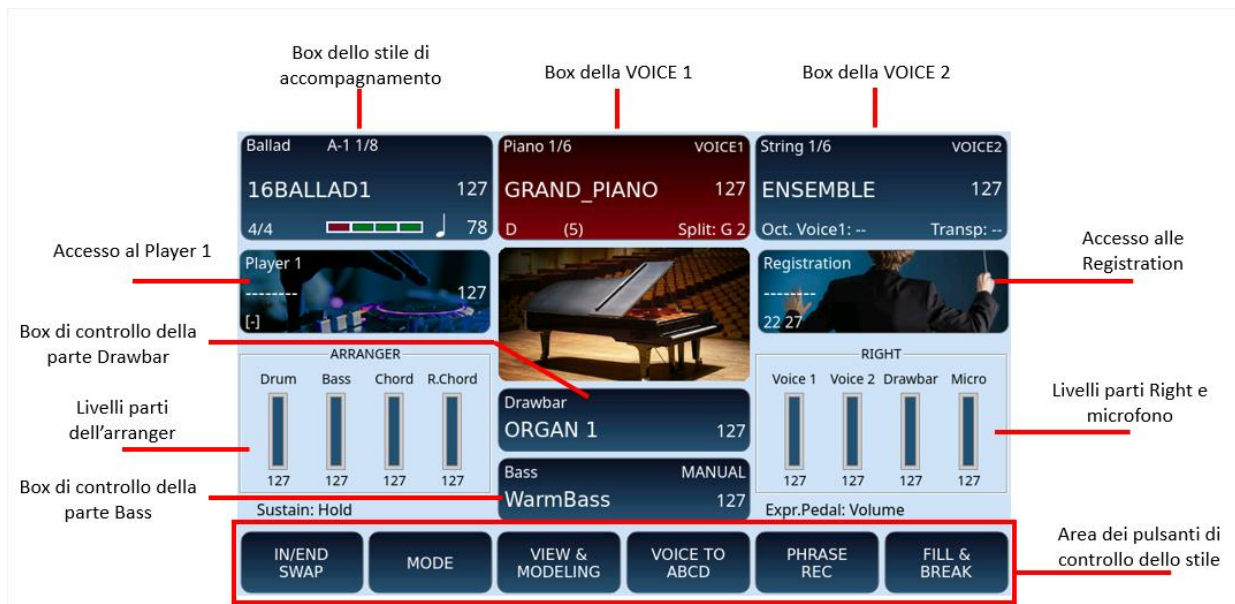 Box dello stile di
accompagnamento
Box della VOICE 1
Box della VOICE 2
Ballad A-1 1/8
16BALLAD1 127
4/4 78
Piano 1/6 VOICE1
GRAND_PIANO 127
D (5) Split: G 2
String 1/6 VOICE2
ENSEMBLE 127
Oct. Voice1: -- Transp: --
Accesso al Player 1
Player 1
-------- 127
[-]
Registration
--------
22 27
Accesso alle
Registration
Box di controllo della
parte Drawbar
ARRANGER
Drum Bass Chord R.Chord
127 127 127 127
Livelli parti
dell'arranger
Drawbar
ORGAN 1 127
RIGHT
Voice 1 Voice 2 Drawbar Micro
127 127 127 127
Livelli parti Right e
microfono
Box di controllo della
parte Bass
Bass MANUAL
WarmBass 127
Sustain: Hold
Expr.Pedal: Volume
IN/END
SWAP
MODE
VIEW &
MODELING
VOICE TO
ABCD
PHRASE
REC
FILL &
BREAK
Area dei pulsanti di
controllo dello stile